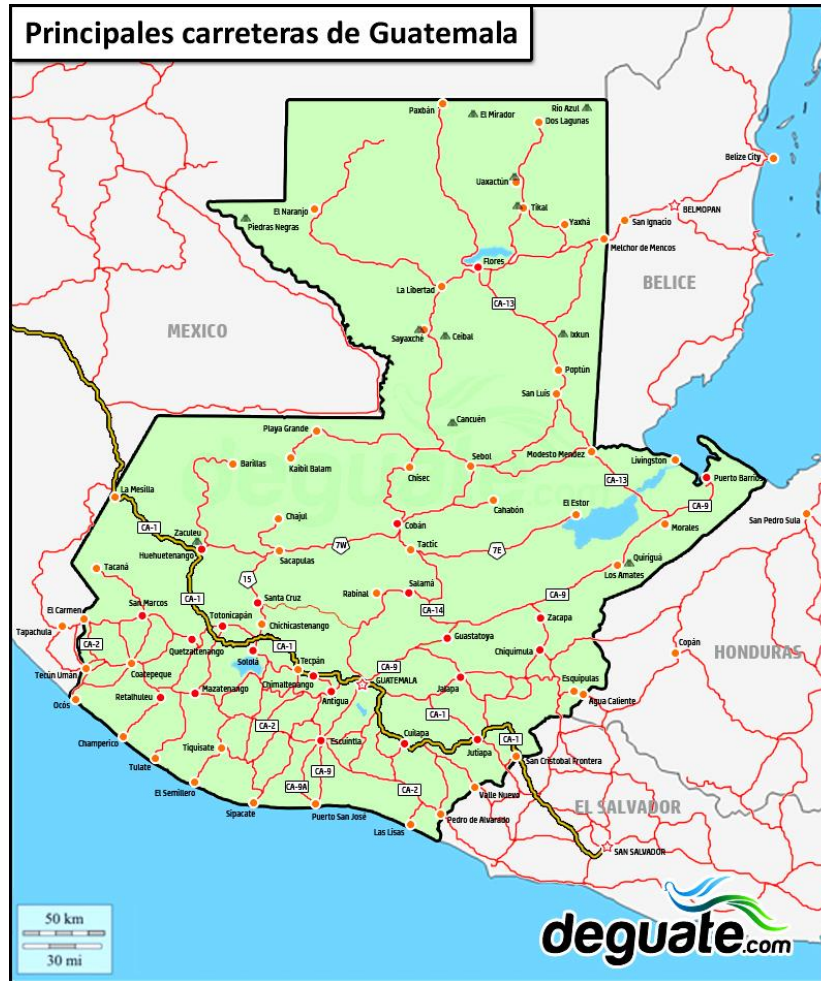 Principales carreteras de Guatemala
Paxbán
El Mirador
Río Azul
Dos Lagunas
Belize City
Uaxactún
Tikal
BELMOPAN
San Ignacio
El Naranjo
Piedras Negras
Yaxhá
Melchor de Mencos
Flores
La Libertad
BELICE
CA-13
MEXICO
Sayaxché
Ceibal
Ixkun
Poptún
San Luis
Cancuén
deguate
Playa Grande
Barillas
Kaibil Balam
Chisec
Sebol
Modesto Mendez
Livingston
Puerto Barrios
CA-13
La Mesilla
Cahabón
El Estor
CA-9
San Pedro Sula
CA-1
Chajul
Cobán
Morales
Zaculeu
Huehuetenango
7W
Sacapulas
Tactic
7E
Quiriguá
Los Amates
Tacaná
15
Salamá
Rabinal
CA-9
CA-1
Santa Cruz
CA-14
El Carmen
San Marcos
Totonicapán
Chichicastenango
Zacapa
Tapachula
CA-2
Quetzaltenango
CA-1
Guastatoya
Chiquimula
Copán
HONDURAS
Sololá
Tecpán
CA-9
Tecún Umán
Coatepeque
Chimaltenango
GUATEMALA
Jalapa
Esquipulas
Agua Caliente
Ocós
Retalhuleu
Mazatenango
Antigua
CA-1
CA-2
Champerico
Tiquisate
Escuintla
Cuilapa
Jutiapa
CA-1
San Cristobal Frontera
Tulate
CA-9
El Semillero
CA-9A
CA-2
Valle Nuevo
EL SALVADOR
Sipacate
Puerto San José
Pedro de Alvarado
Las Lisas
SAN SALVADOR
50 km
30 mi
deguate.com